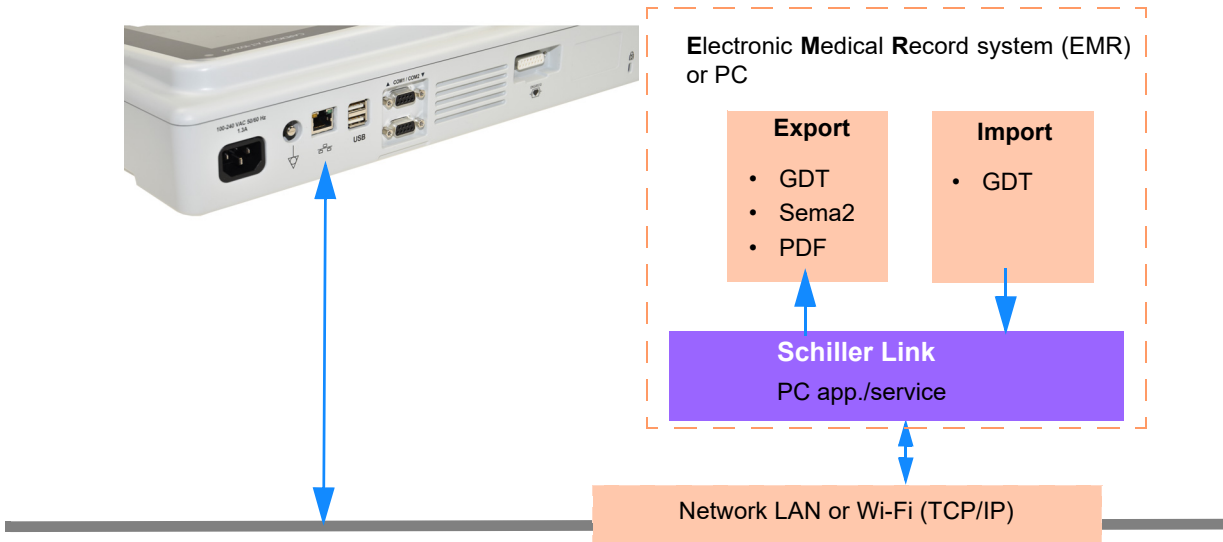 100-240 VAC 50/60 Hz
1.3A
USB
▲ COM1 / COM2 ▼
Electronic Medical Record system (EMR)
or PC
Export
• GDT
• Sema2
• PDF
Import
• GDT
Schiller Link
PC app./service
Network LAN or Wi-Fi (TCP/IP)